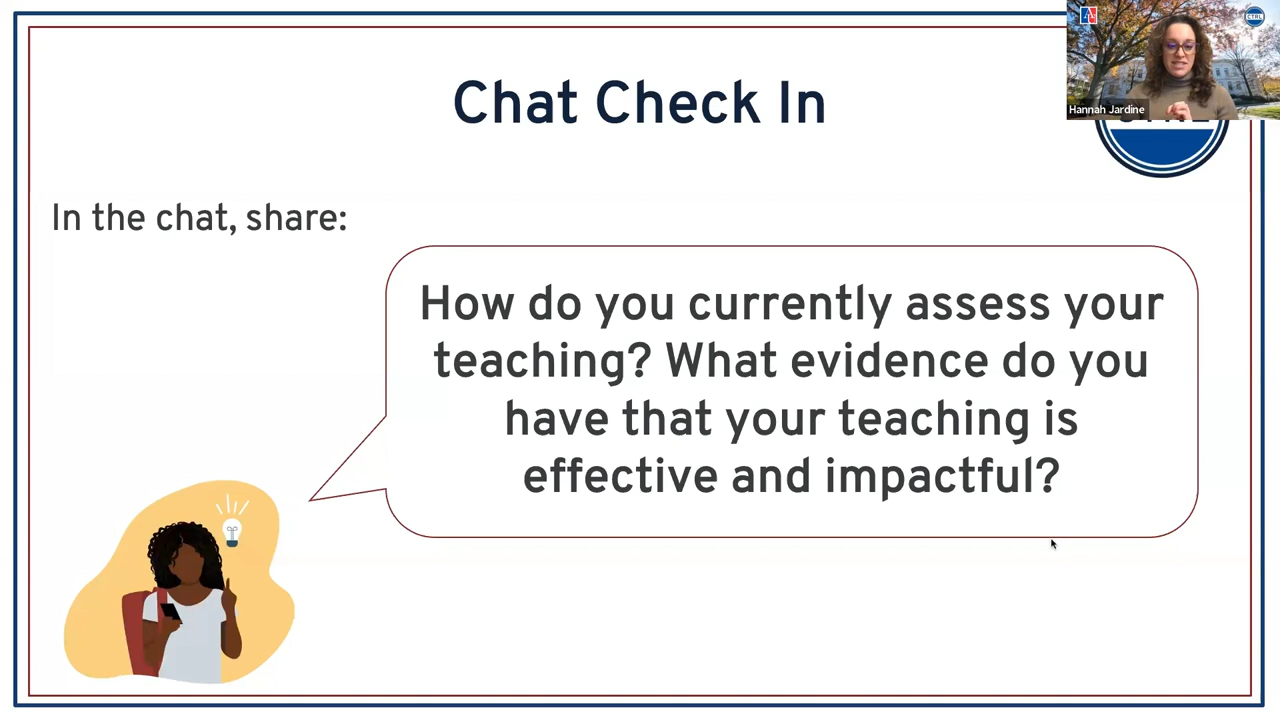 Chat Check In
Hannah Jardine
CTRL
In the chat, share:
How do you currently assess your
teaching? What evidence do you
have that your teaching is
effective and impactful?